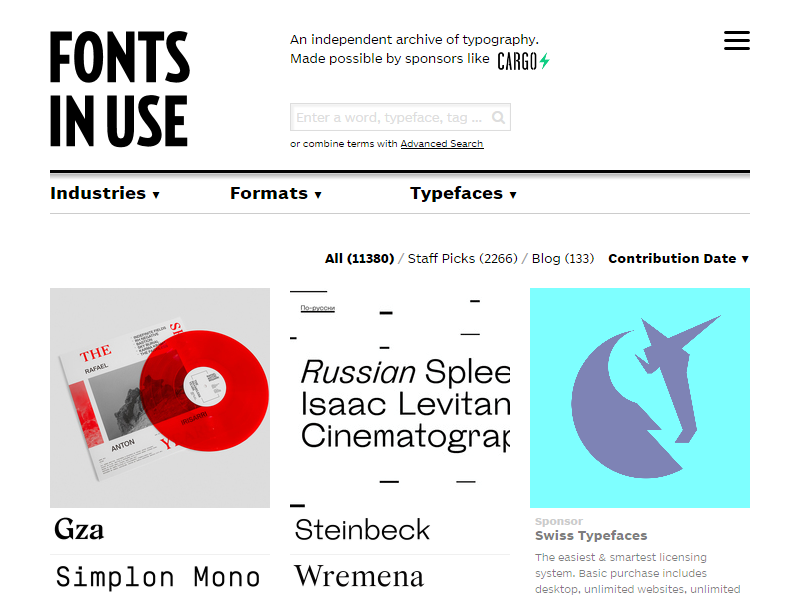 FONTS
IN USE
An independent archive of typography.
Made possible by sponsors like CARGO
Enter a word, typeface, tag ...
or combine terms with Advanced Search
Industries ▼
Formats ▼
Typefaces ▼
All (11380) / Staff Picks (2266) / Blog (133)
Contribution Date ▼
THE
RAFAEL
ANTON
По-русски
Russian Splee
Isaac Levitan
Cinematograp
Gza
Simplon Mono
Steinbeck
Wremena
Sponsor
Swiss Typefaces
The easiest & smartest licensing
system. Basic purchase includes
desktop, unlimited websites, unlimited